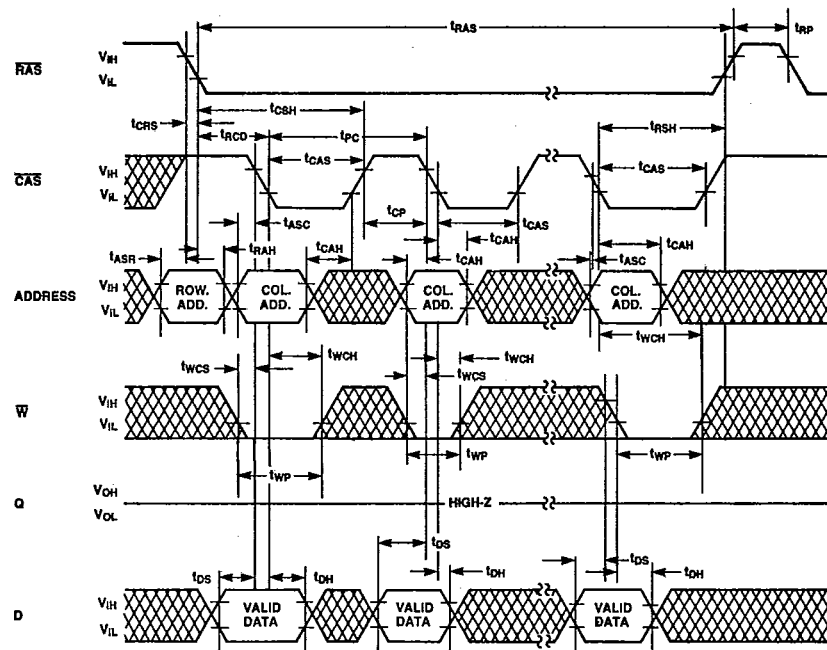 tRAS
tRP
RAS
VIH
VIL
tCSH
tCRS
tRCD
tPC
tRSH
CAS
VIH
VIL
tCAS
tCAS
tCP
tCAS
tASC
tCAH
tCAH
tASR
tRAH
tCAH
tASC
ADDRESS
VIH
VIL
ROW. ADD.
COL. ADD.
COL. ADD.
COL. ADD.
tWCH
tWCS
tWCH
tWCS
tWCH
W
VIH
VIL
tWP
tWP
tWP
Q
VOH
VOL
HIGH-Z
tDS
tDS
tDS
tDH
tDH
tDH
D
VIH
VIL
VALID DATA
VALID DATA
VALID DATA